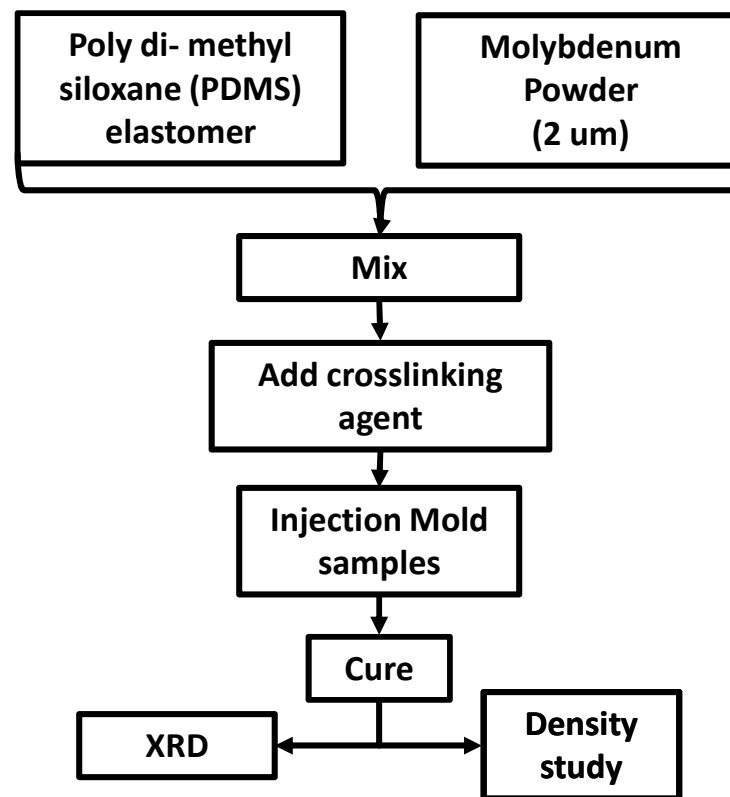 Poly di- methyl
siloxane (PDMS)
elastomer
Molybdenum
Powder
(2 um)
Mix
Add crosslinking
agent
Injection Mold
samples
Cure
XRD
Density
study